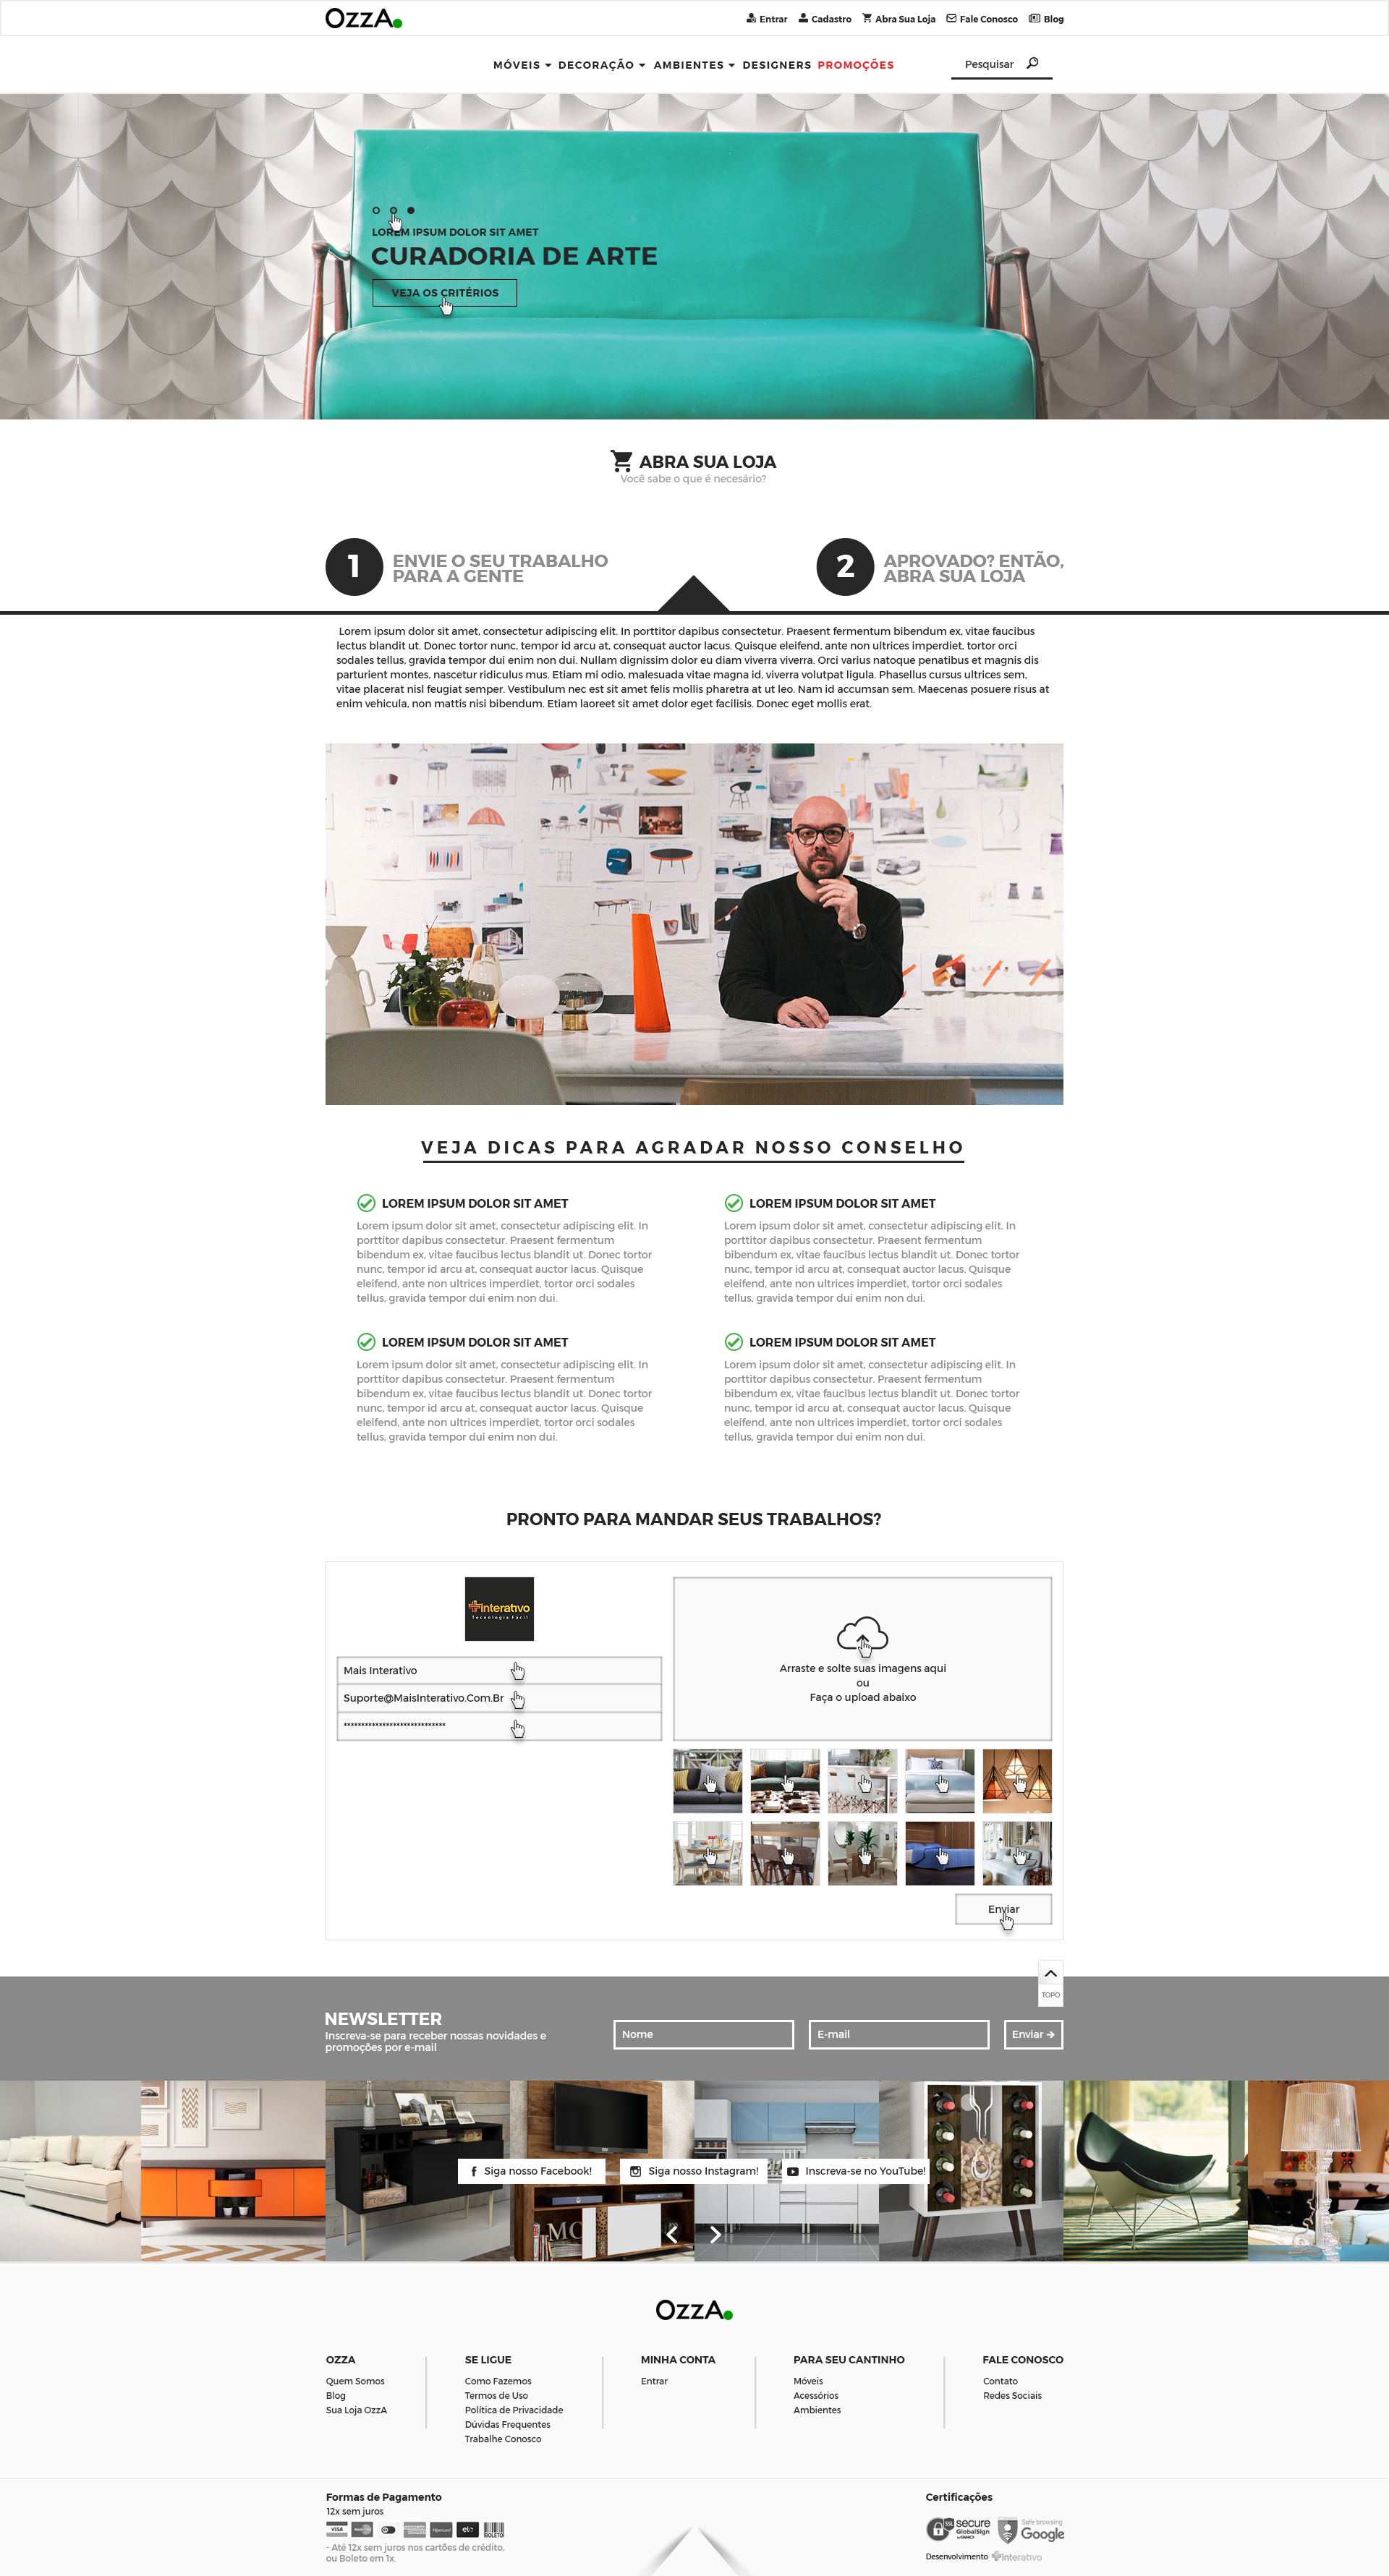 OzzA.
Entrar Cadastro Abra Sua Loja Fale Conosco Blog
MÓVEIS DECORAÇÃO AMBIENTES DESIGNERS PROMOÇÕES Pesquisar
LOREM IPSUM DOLOR SIT AMET
CURADORIA DE ARTE
VEJA OS CRITÉRIOS
ABRA SUA LOJA
Você sabe o que é necesário?
1 ENVIE O SEU TRABALHO
PARA A GENTE
2 APROVADO? ENTÃO,
ABRA SUA LOJA
Lorem ipsum dolor sit amet, consectetur adipiscing elit. In porttitor dapibus consectetur. Praesent fermentum bibendum ex, vitae faucibus
lectus blandit ut. Donec tortor nunc, tempor id arcu at, consequat auctor lacus. Quisque eleifend, ante non ultrices imperdiet, tortor orci
sodales tellus, gravida tempor dui enim non dui. Nullam dignissim dolor eu diam viverra viverra. Orci varius natoque penatibus et magnis dis
parturient montes, nascetur ridiculus mus. Etiam mi odio, malesuada vitae magna id, viverra volutpat ligula. Phasellus cursus ultrices sem,
vitae placerat nisl feugiat semper. Vestibulum nec est sit amet felis mollis pharetra at ut leo. Nam id accumsan sem. Maecenas posuere risus at
enim vehicula, non mattis nisi bibendum. Etiam laoreet sit amet dolor eget facilisis. Donec eget mollis erat.
VEJA DICAS PARA AGRADAR NOSSO CONSELHO
LOREM IPSUM DOLOR SIT AMET
Lorem ipsum dolor sit amet, consectetur adipiscing elit. In
porttitor dapibus consectetur. Praesent fermentum
bibendum ex, vitae faucibus lectus blandit ut. Donec tortor
nunc, tempor id arcu at, consequat auctor lacus. Quisque
eleifend, ante non ultrices imperdiet, tortor orci sodales
tellus, gravida tempor dui enim non dui.
LOREM IPSUM DOLOR SIT AMET
Lorem ipsum dolor sit amet, consectetur adipiscing elit. In
porttitor dapibus consectetur. Praesent fermentum
bibendum ex, vitae faucibus lectus blandit ut. Donec tortor
nunc, tempor id arcu at, consequat auctor lacus. Quisque
eleifend, ante non ultrices imperdiet, tortor orci sodales
tellus, gravida tempor dui enim non dui.
LOREM IPSUM DOLOR SIT AMET
Lorem ipsum dolor sit amet, consectetur adipiscing elit. In
porttitor dapibus consectetur. Praesent fermentum
bibendum ex, vitae faucibus lectus blandit ut. Donec tortor
nunc, tempor id arcu at, consequat auctor lacus. Quisque
eleifend, ante non ultrices imperdiet, tortor orci sodales
tellus, gravida tempor dui enim non dui.
LOREM IPSUM DOLOR SIT AMET
Lorem ipsum dolor sit amet, consectetur adipiscing elit. In
porttitor dapibus consectetur. Praesent fermentum
bibendum ex, vitae faucibus lectus blandit ut. Donec tortor
nunc, tempor id arcu at, consequat auctor lacus. Quisque
eleifend, ante non ultrices imperdiet, tortor orci sodales
tellus, gravida tempor dui enim non dui.
PRONTO PARA MANDAR SEUS TRABALHOS?
interativo
Tecnologia Fácil
Mais Interativo
Suporte@MaisInterativo.Com.Br
*****************************
Arraste e solte suas imagens aqui
ou
Faça o upload abaixo
Enviar
TOPO
NEWSLETTER
Inscreva-se para receber nossas novidades e
promoções por e-mail
Nome E-mail Enviar
Siga nosso Facebook! Siga nosso Instagram! Inscreva-se no YouTube!
OzzA.
OZZA
Quem Somos
Blog
Sua Loja OzzA
SE LIGUE
Como Fazemos
Termos de Uso
Política de Privacidade
Dúvidas Frequentes
Trabalhe Conosco
MINHA CONTA
Entrar
PARA SEU CANTINHO
Móveis
Acessórios
Ambientes
FALE CONOSCO
Contato
Redes Sociais
Formas de Pagamento
12x sem juros
VISA elo BOLETO
- Até 12x sem juros nos cartões de crédito,
ou Boleto em 1x.
Certificações
SSL secure GlobalSign
Safe browsing Google
Desenvolvimento interativo